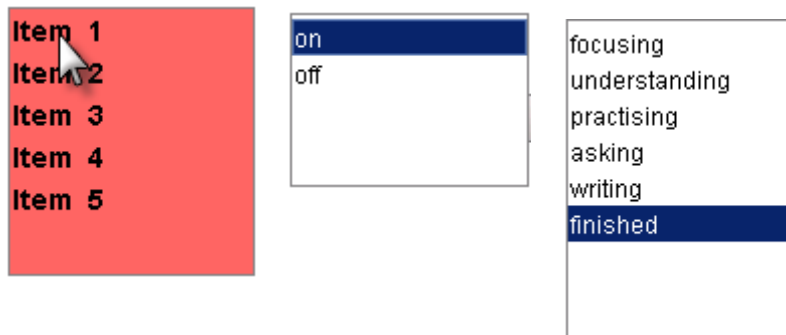 Item 1
Item 2
Item 3
Item 4
Item 5
on
off
focusing
understanding
practising
asking
writing
finished